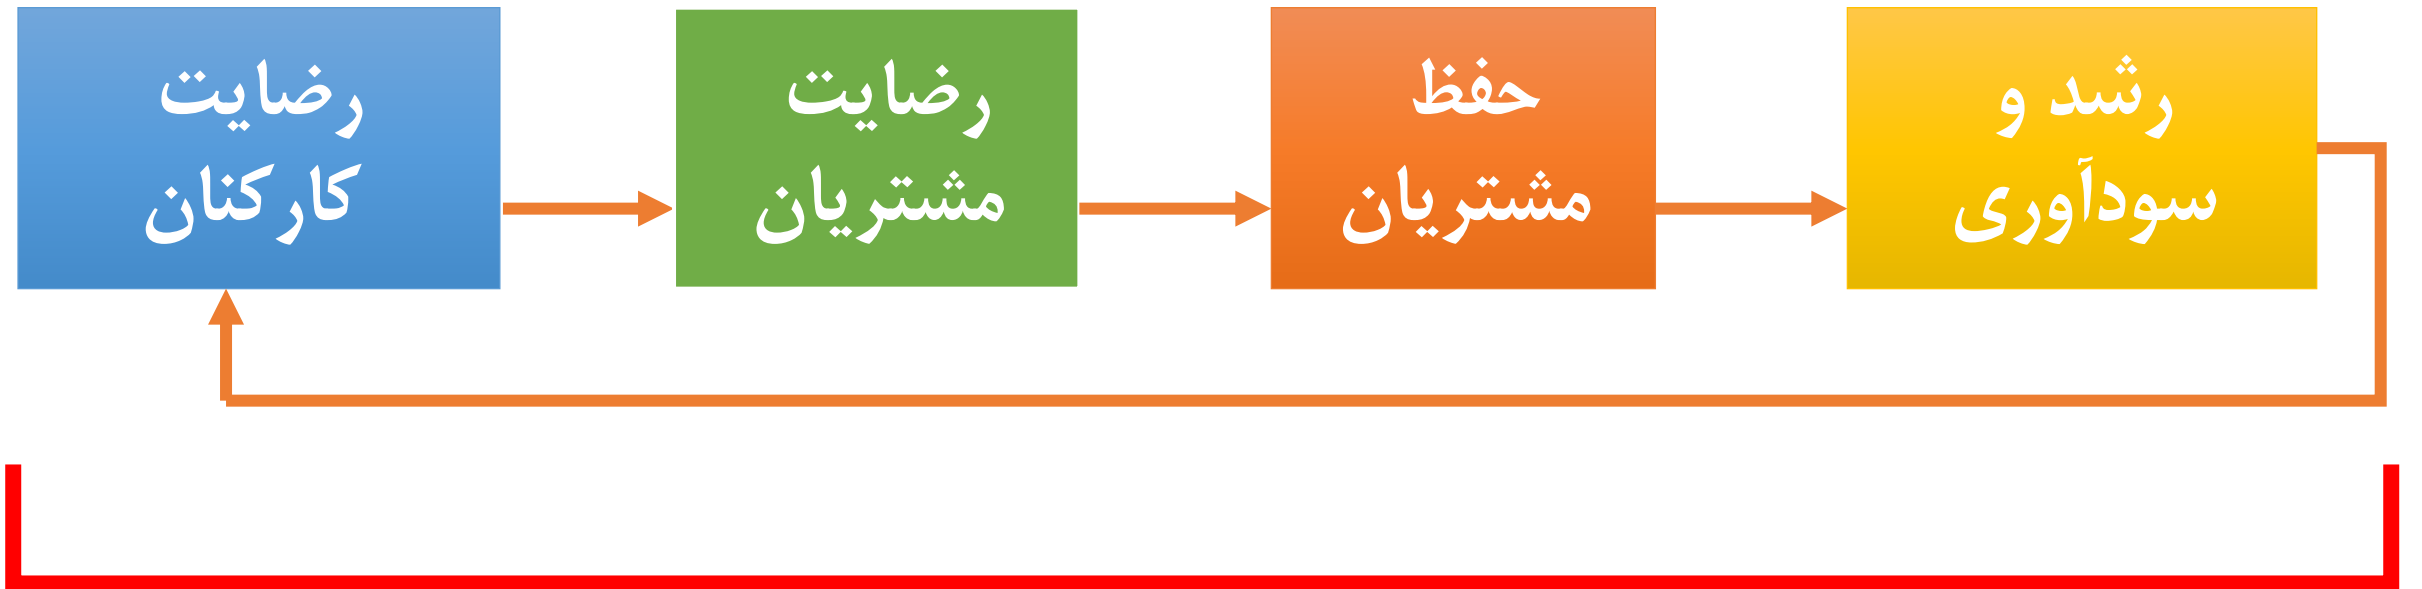 رضایت
کارکنان
رضایت
مشتریان
حفظ
مشتریان
رشد و
سودآوری